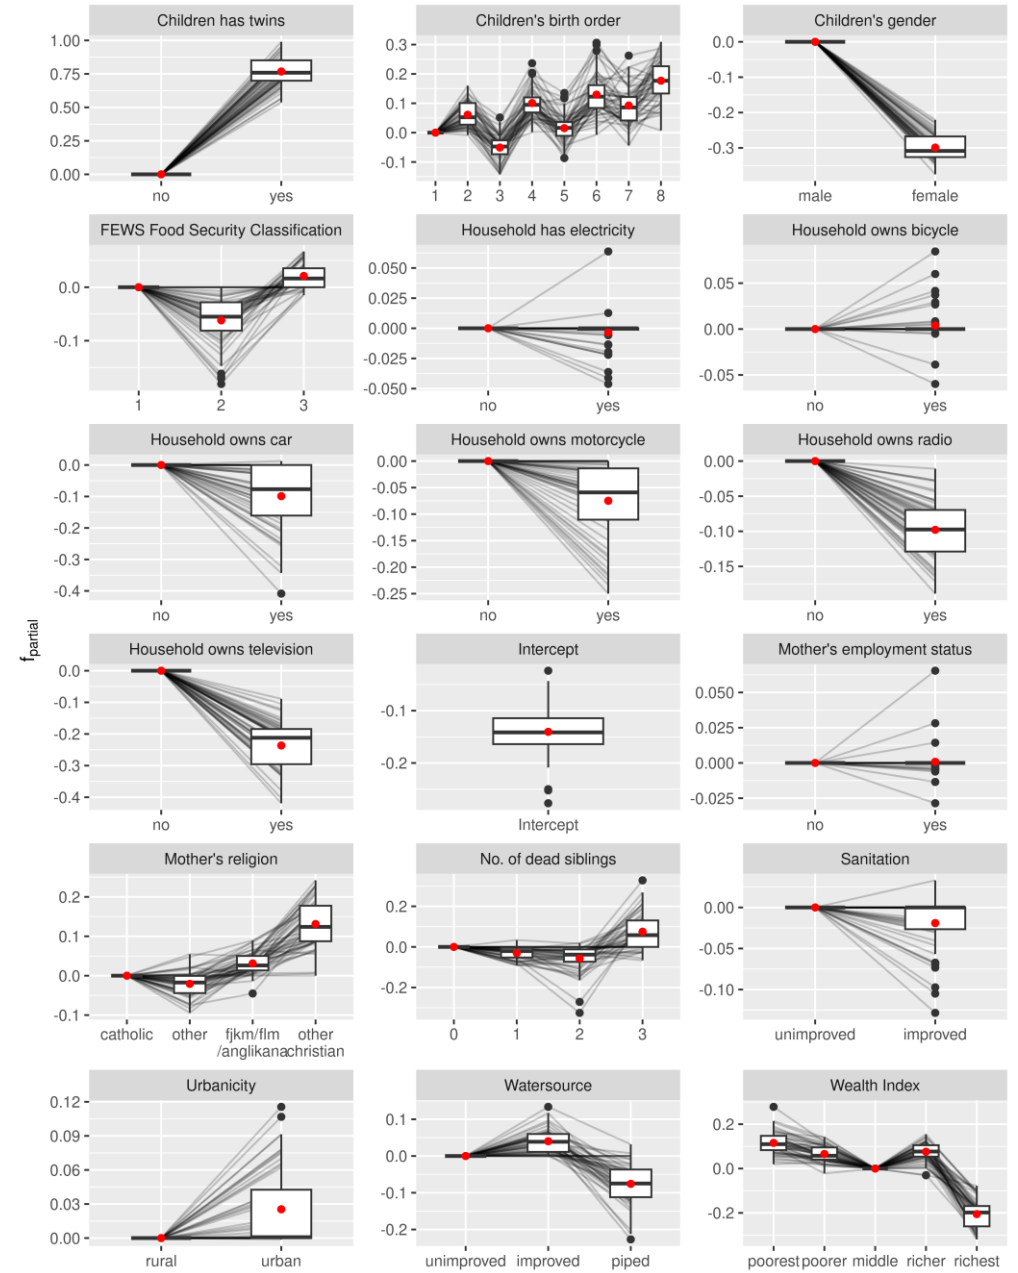 Children has twins
Children's birth order
Children's gender
1.00
0.75
0.50
0.25
0.00
no yes
0.3
0.2
0.1
0.0
-0.1
1 2 3 4 5 6 7 8
0.0
-0.1
-0.2
-0.3
male female
FEWS Food Security Classification
Household has electricity
Household owns bicycle
0.0
-0.1
1 2 3
0.050
0.025
0.000
-0.025
-0.050
no yes
0.05
0.00
-0.05
no yes
Household owns car
Household owns motorcycle
Household owns radio
0.0
-0.1
-0.2
-0.3
-0.4
no yes
0.00
-0.05
-0.10
-0.15
-0.20
-0.25
no yes
0.00
-0.05
-0.10
-0.15
no yes
fpartial
Household owns television
Intercept
Mother's employment status
0.0
-0.1
-0.2
-0.3
-0.4
no yes
-0.1
-0.2
Intercept
0.050
0.025
0.000
-0.025
no yes
Mother's religion
No. of dead siblings
Sanitation
0.2
0.1
0.0
-0.1
catholic other fjkm/flm other
/anglikanachristian
0.2
0.0
-0.2
0 1 2 3
0.00
-0.05
-0.10
unimproved improved
Urbanicity
Watersource
Wealth Index
0.12
0.09
0.06
0.03
0.00
rural urban
0.1
0.0
-0.1
-0.2
unimproved improved piped
0.2
0.0
-0.2
poorest poorer middle richer richest